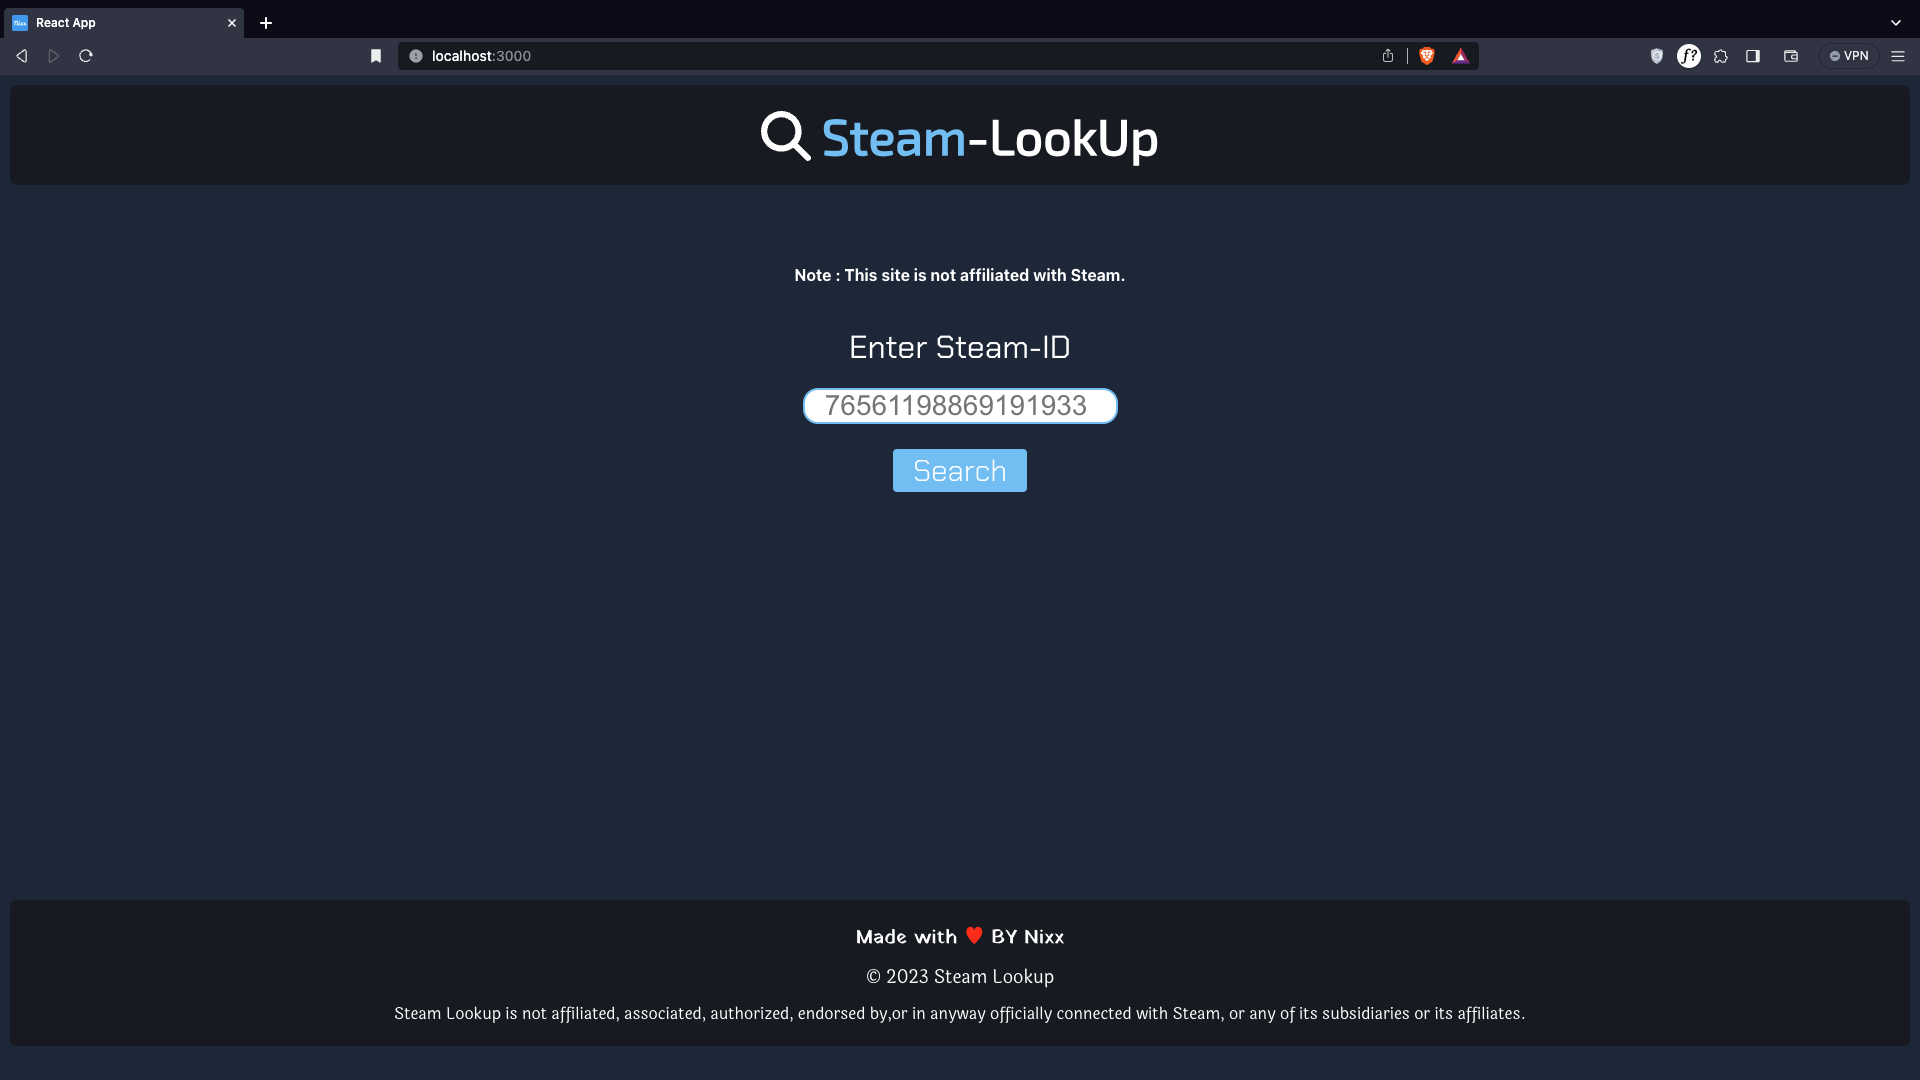 React App
localhost:3000
VPN
Steam-LookUp
Note : This site is not affiliated with Steam.
Enter Steam-ID
76561198869191933
Search
Made with ❤ BY Nixx
© 2023 Steam Lookup
Steam Lookup is not affiliated, associated, authorized, endorsed by,or in anyway officially connected with Steam, or any of its subsidiaries or its affiliates.